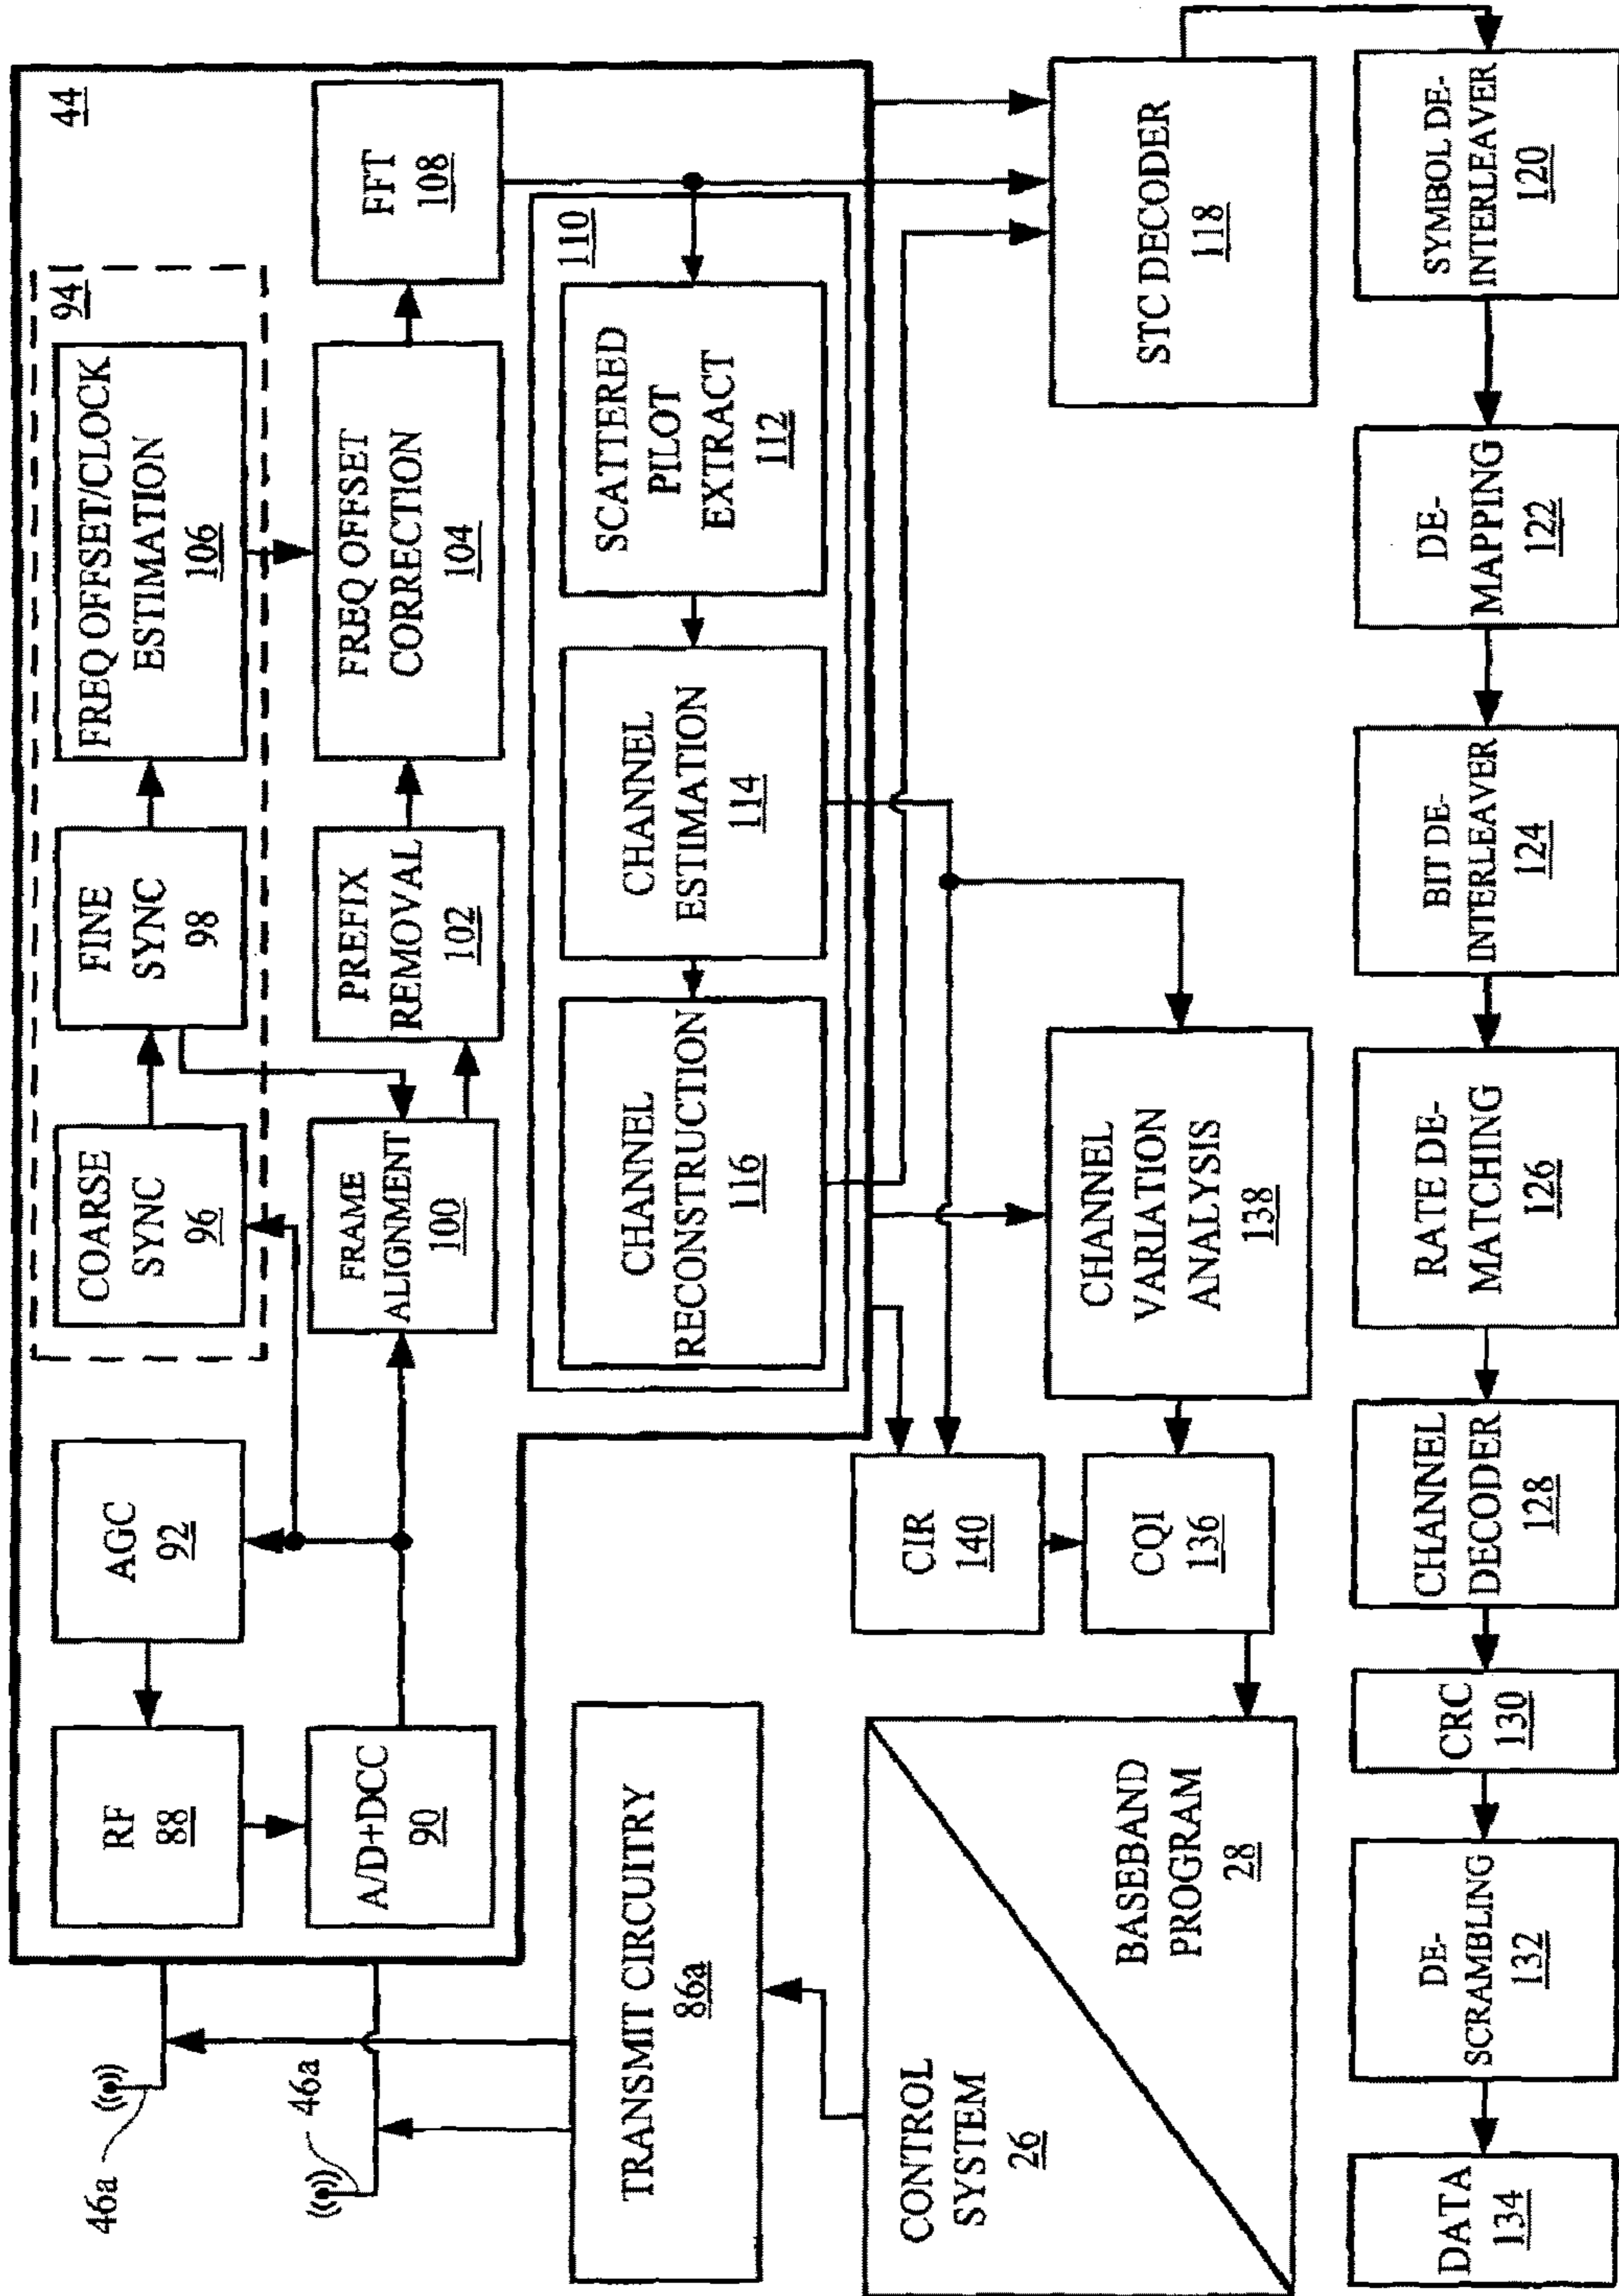 46a
46a
44
RF
88
AGC
92
94
COARSE
SYNC
96
FINE
SYNC
98
FREQ OFFSET/CLOCK
ESTIMATION
106
A/D+DCC
90
FRAME
ALIGNMENT
100
PREFIX
REMOVAL
102
FREQ OFFSET
CORRECTION
104
FFT
108
110
CHANNEL
RECONSTRUCTION
116
CHANNEL
ESTIMATION
114
SCATTERED
PILOT
EXTRACT
112
TRANSMIT CIRCUITRY
86a
CONTROL
SYSTEM
26
BASEBAND
PROGRAM
28
CIR
140
CQI
136
CHANNEL
VARIATION
ANALYSIS
138
STC DECODER
118
DATA
134
DE-
SCRAMBLING
132
CRC
130
CHANNEL
DECODER
128
RATE DE-
MATCHING
126
BIT DE-
INTERLEAVER
124
DE-
MAPPING
122
SYMBOL DE-
INTERLEAVER
120